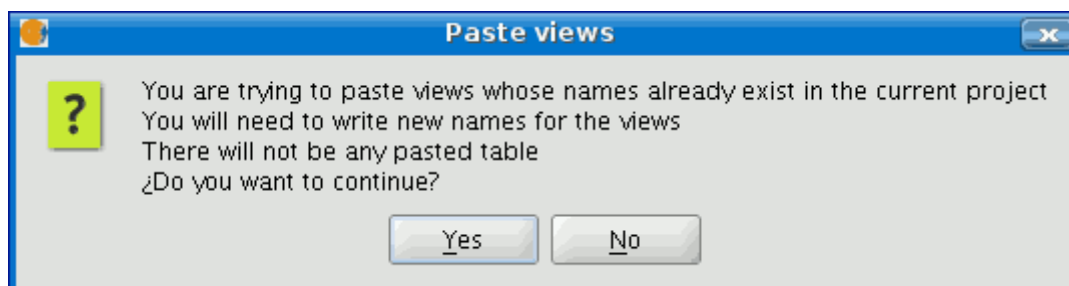 Paste views
You are trying to paste views whose names already exist in the current project
You will need to write new names for the views
There will not be any pasted table
¿Do you want to continue?
Yes
No